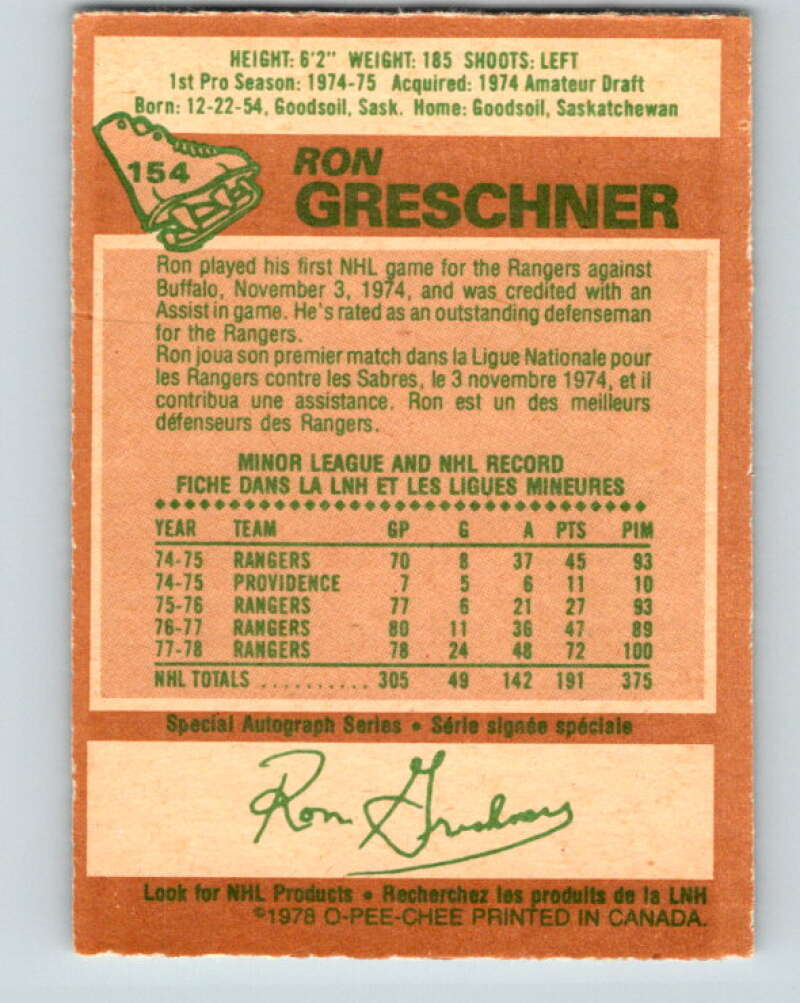 HEIGHT: 6'2" WEIGHT: 185 SHOOTS: LEFT
1st Pro Season: 1974-75 Acquired: 1974 Amateur Draft
Born: 12-22-54, Goodsoil, Sask. Home: Goodsoil, Saskatchewan
154
RON
GRESCHNER
Ron played his first NHL game for the Rangers against
Buffalo, November 3, 1974, and was credited with an
Assist in game. He's rated as an outstanding defenseman
for the Rangers.
Ron joua son premier match dans la Ligue Nationale pour
les Rangers contre les Sabres, le 3 novembre 1974, et il
contribua une assistance. Ron est un des meilleurs
défenseurs des Rangers.
MINOR LEAGUE AND NHL RECORD
FICHE DANS LA LNH ET LES LIGUES MINEURES
YEAR TEAM GP G A PTS PIM
74-75 RANGERS 70 8 37 45 93
74-75 PROVIDENCE 7 5 6 11 10
75-76 RANGERS 77 6 21 27 93
76-77 RANGERS 80 11 36 47 89
77-78 RANGERS 78 24 48 72 100
NHL TOTALS .......... 305 49 142 191 375
Special Autograph Series • Série signée spéciale
Ron Greschner
Look for NHL Products • Recherchez les produits de la LNH
©1978 O-PEE-CHEE PRINTED IN CANADA.